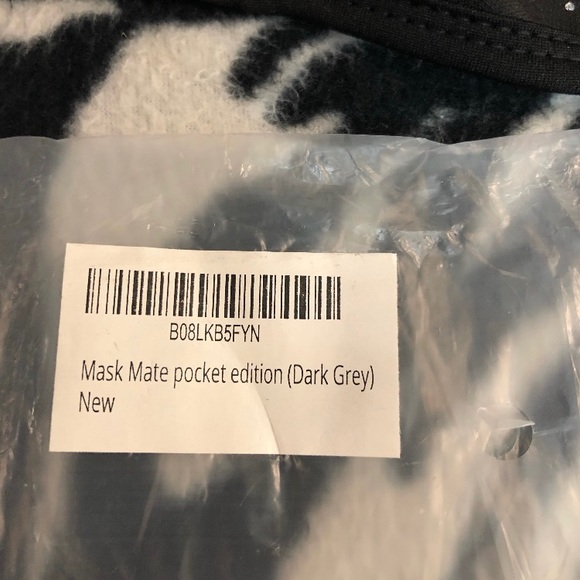 B08LKB5FYN
Mask Mate pocket edition (Dark Grey)
New